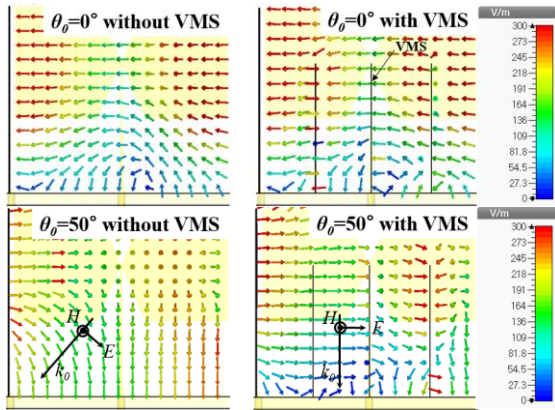 θ₀=0° without VMS
θ₀=0° with VMS
VMS
V/m
300
273
246
218
191
164
136
109
81.8
54.5
27.3
0
θ₀=50° without VMS
H
E
k₀
θ₀=50° with VMS
H
E
k₀
V/m
300
273
246
218
191
164
136
109
81.8
54.5
27.3
0